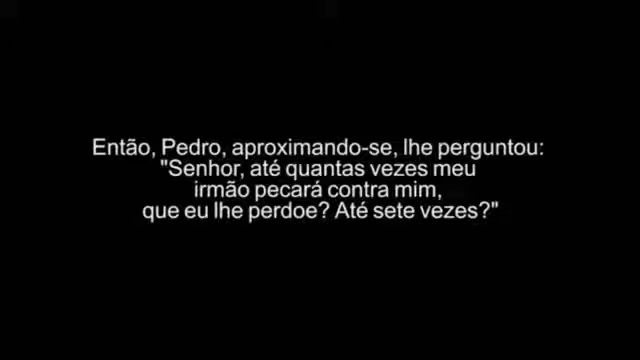 Então, Pedro, aproximando-se, lhe perguntou:
"Senhor, até quantas vezes meu
irmão pecará contra mim,
que eu lhe perdoe? Até sete vezes?"